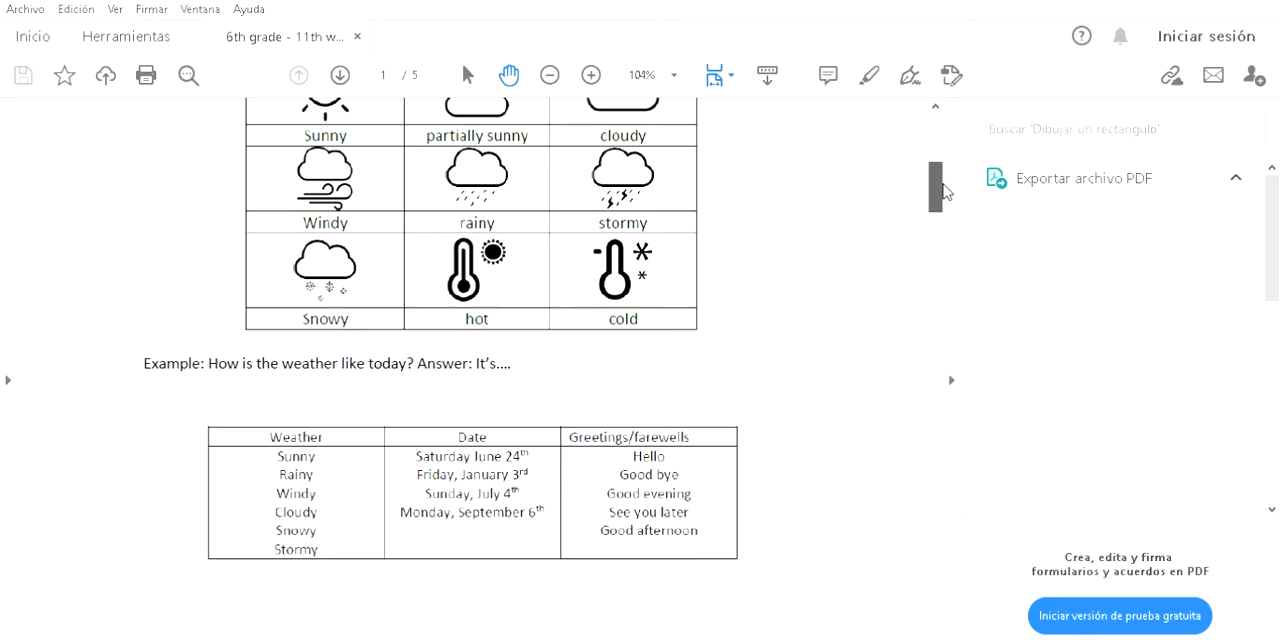 Archivo Edición Ver Firmar Ventana Ayuda
Inicio Herramientas 6th grade - 11th w... × Iniciar sesión
1 / 5 104%
Buscar 'Dibujar un rectangulo'
Exportar archivo PDF
Sunny partially sunny cloudy
Windy rainy stormy
Snowy hot cold
Example: How is the weather like today? Answer: It's....
Weather Date Greetings/farewells
Sunny Saturday June 24th Hello
Rainy Friday, January 3rd Good bye
Windy Sunday, July 4th Good evening
Cloudy Monday, September 6th See you later
Snowy Good afternoon
Stormy
Crea, edita y firma
formularios y acuerdos en PDF
Iniciar versión de prueba gratuita